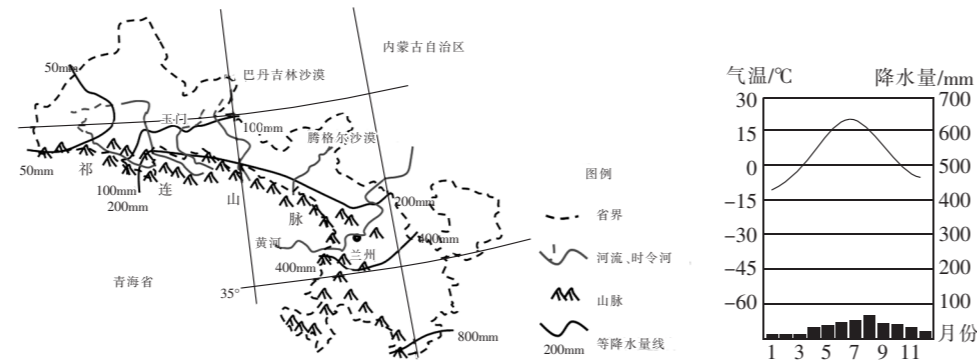 内蒙古自治区
50mm
巴丹吉林沙漠
玉门
100mm
腾格尔沙漠
50mm
祁连山脉
100mm
200mm
200mm
黄河
兰州
400mm
400mm
青海省
35°
800mm
图例
省界
河流、时令河
山脉
200mm 等降水量线
气温/℃ 降水量/mm
30 700
15 600
0 500
-15 400
-30 300
-45 200
-60 100
月份
1 3 5 7 9 11